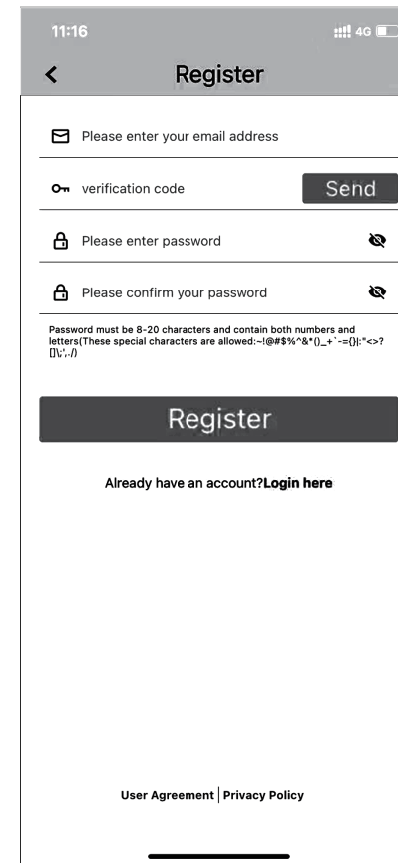 11:16 4G
Register
Please enter your email address
verification code Send
Please enter password
Please confirm your password
Password must be 8-20 characters and contain both numbers and
letters(These special characters are allowed:~!@#$%^&*()_+`-={}|:"<>?
[]\;',./)
Register
Already have an account?Login here
User Agreement | Privacy Policy